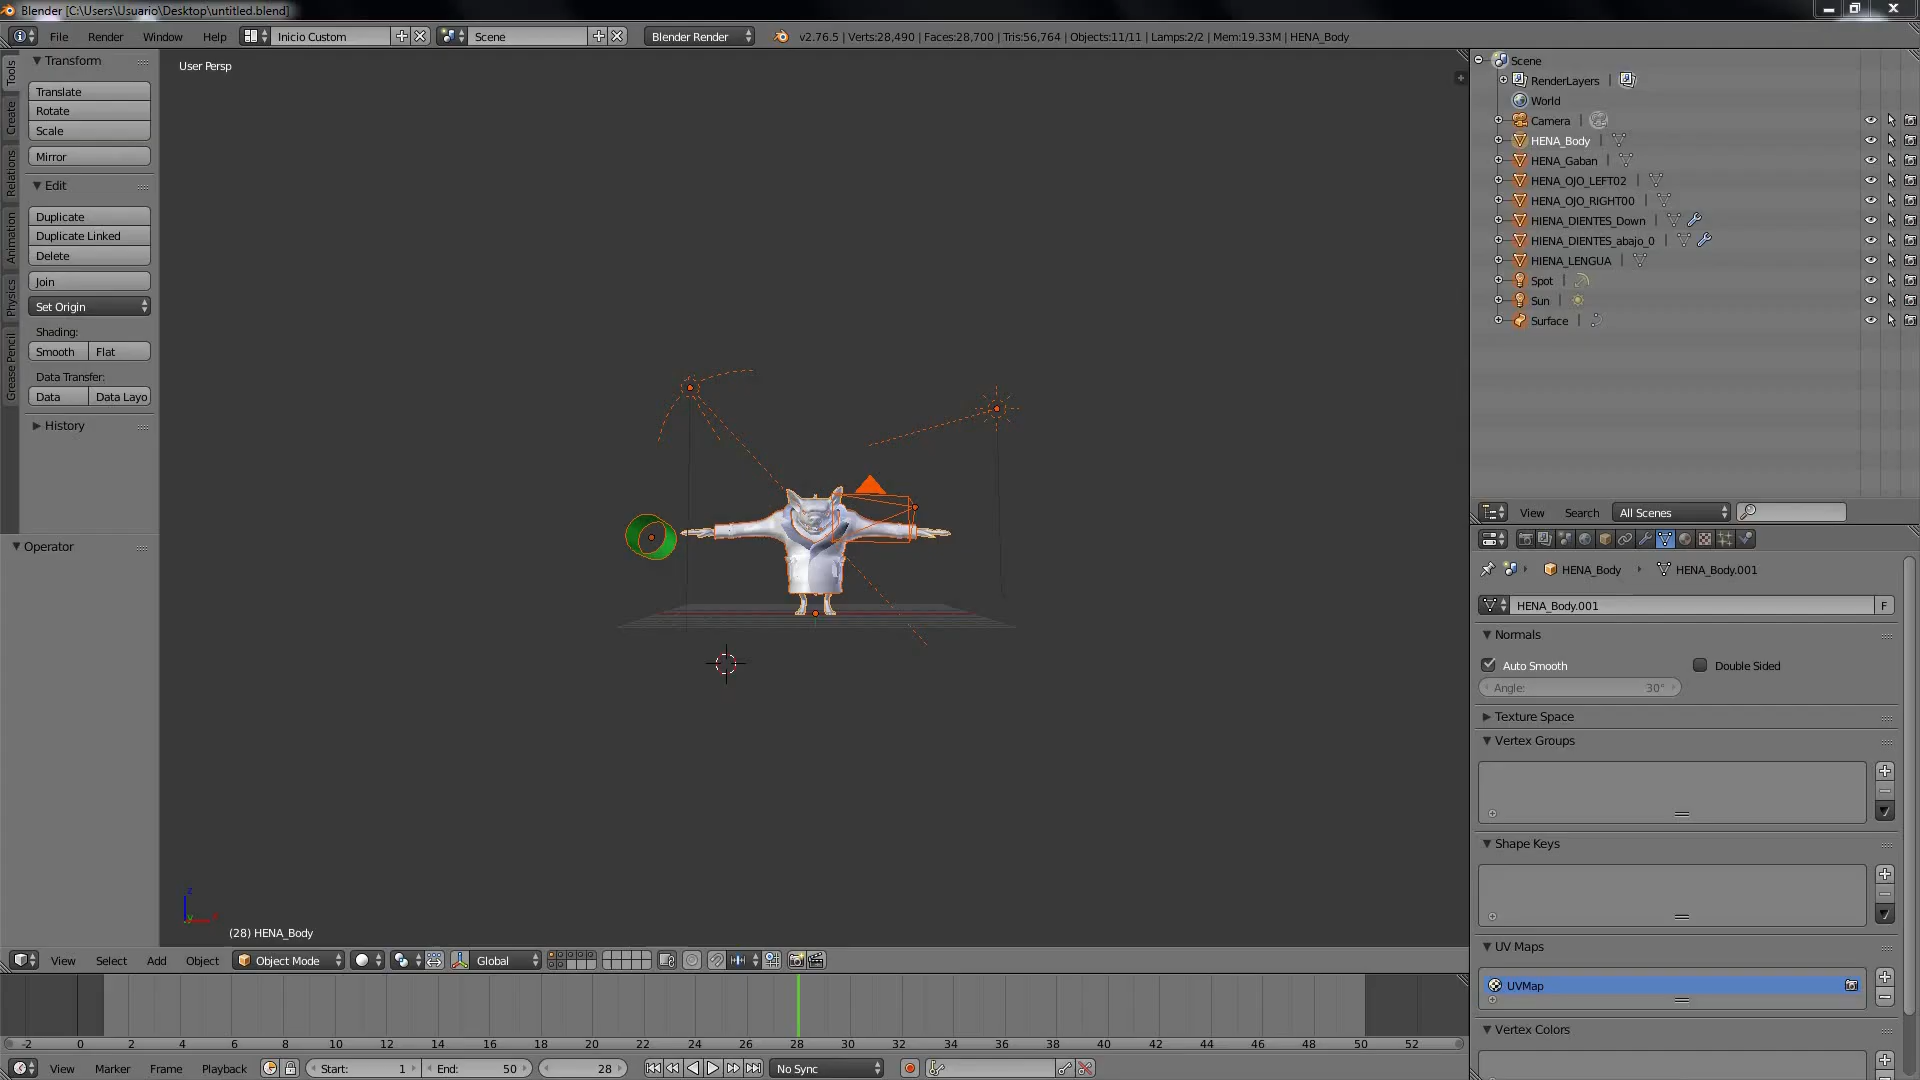 Blender [C:\Users\Usuario\Desktop\untitled.blend]
File Render Window Help Inicio Custom Scene Blender Render v2.76.5 | Verts:28,490 | Faces:28,700 | Tris:56,764 | Objects:11/11 | Lamps:2/2 | Mem:19.33M | HENA_Body
Tools
Create
Relations
Animation
Physics
Grease Pencil
Transform
Translate
Rotate
Scale
Mirror
Edit
Duplicate
Duplicate Linked
Delete
Join
Set Origin
Shading:
Smooth Flat
Data Transfer:
Data Data Layo
History
Operator
User Persp
z
y
x
(28) HENA_Body
View Select Add Object Object Mode Global
Scene
RenderLayers |
World
Camera |
HENA_Body |
HENA_Gaban |
HENA_OJO_LEFT02 |
HENA_OJO_RIGHT00 |
HIENA_DIENTES_Down |
HIENA_DIENTES_abajo_0 |
HIENA_LENGUA |
Spot |
Sun |
Surface |
View Search All Scenes
HENA_Body HENA_Body.001
HENA_Body.001 F
Normals
Auto Smooth Double Sided
Angle: 30°
Texture Space
Vertex Groups
Shape Keys
UV Maps
UVMap
Vertex Colors
-2 0 2 4 6 8 10 12 14 16 18 20 22 24 26 28 30 32 34 36 38 40 42 44 46 48 50 52
View Marker Frame Playback Start: 1 End: 50 28 No Sync